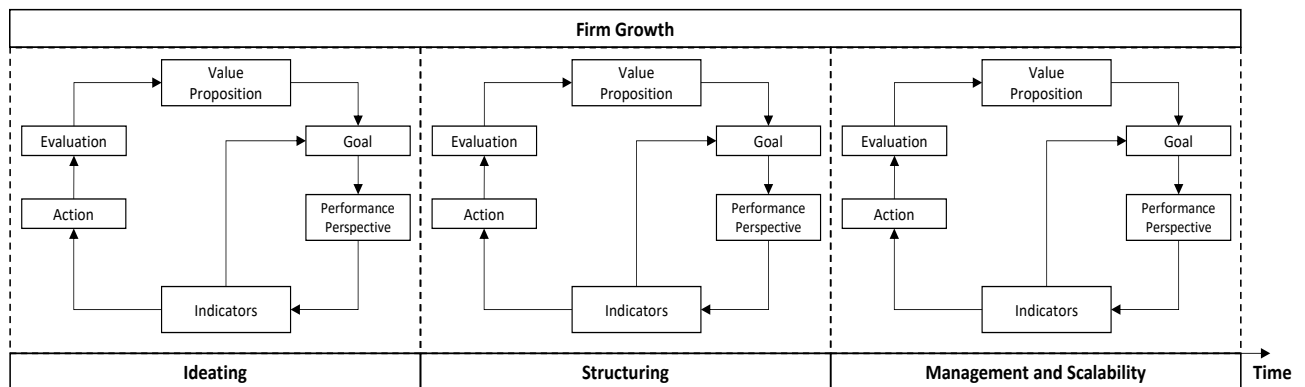 Firm Growth
Value
Proposition
Evaluation
Goal
Action
Performance
Perspective
Indicators
Value
Proposition
Evaluation
Goal
Action
Performance
Perspective
Indicators
Value
Proposition
Evaluation
Goal
Action
Performance
Perspective
Indicators
Ideating
Structuring
Management and Scalability
Time